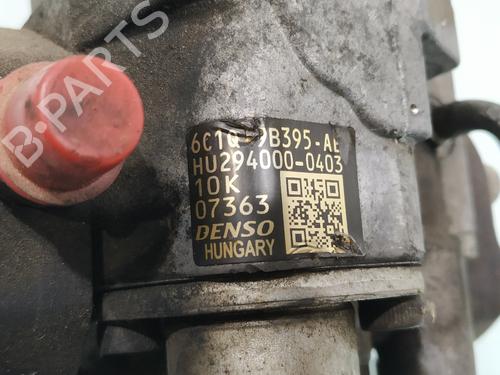 B-PARTS
6C1Q-9B395-AE
HU294000-0403
10K
07363
DENSO
HUNGARY